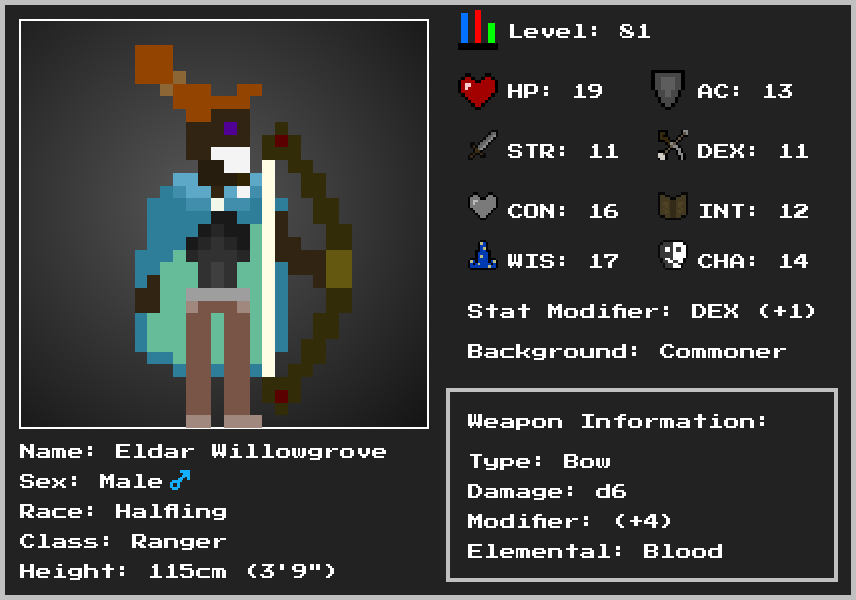 Level: 81
HP: 19
AC: 13
STR: 11
DEX: 11
CON: 16
INT: 12
WIS: 17
CHA: 14
Stat Modifier: DEX (+1)
Background: Commoner
Weapon Information:
Type: Bow
Damage: d6
Modifier: (+4)
Elemental: Blood
Name: Eldar Willowgrove
Sex: Male ♂
Race: Halfling
Class: Ranger
Height: 115cm (3'9")